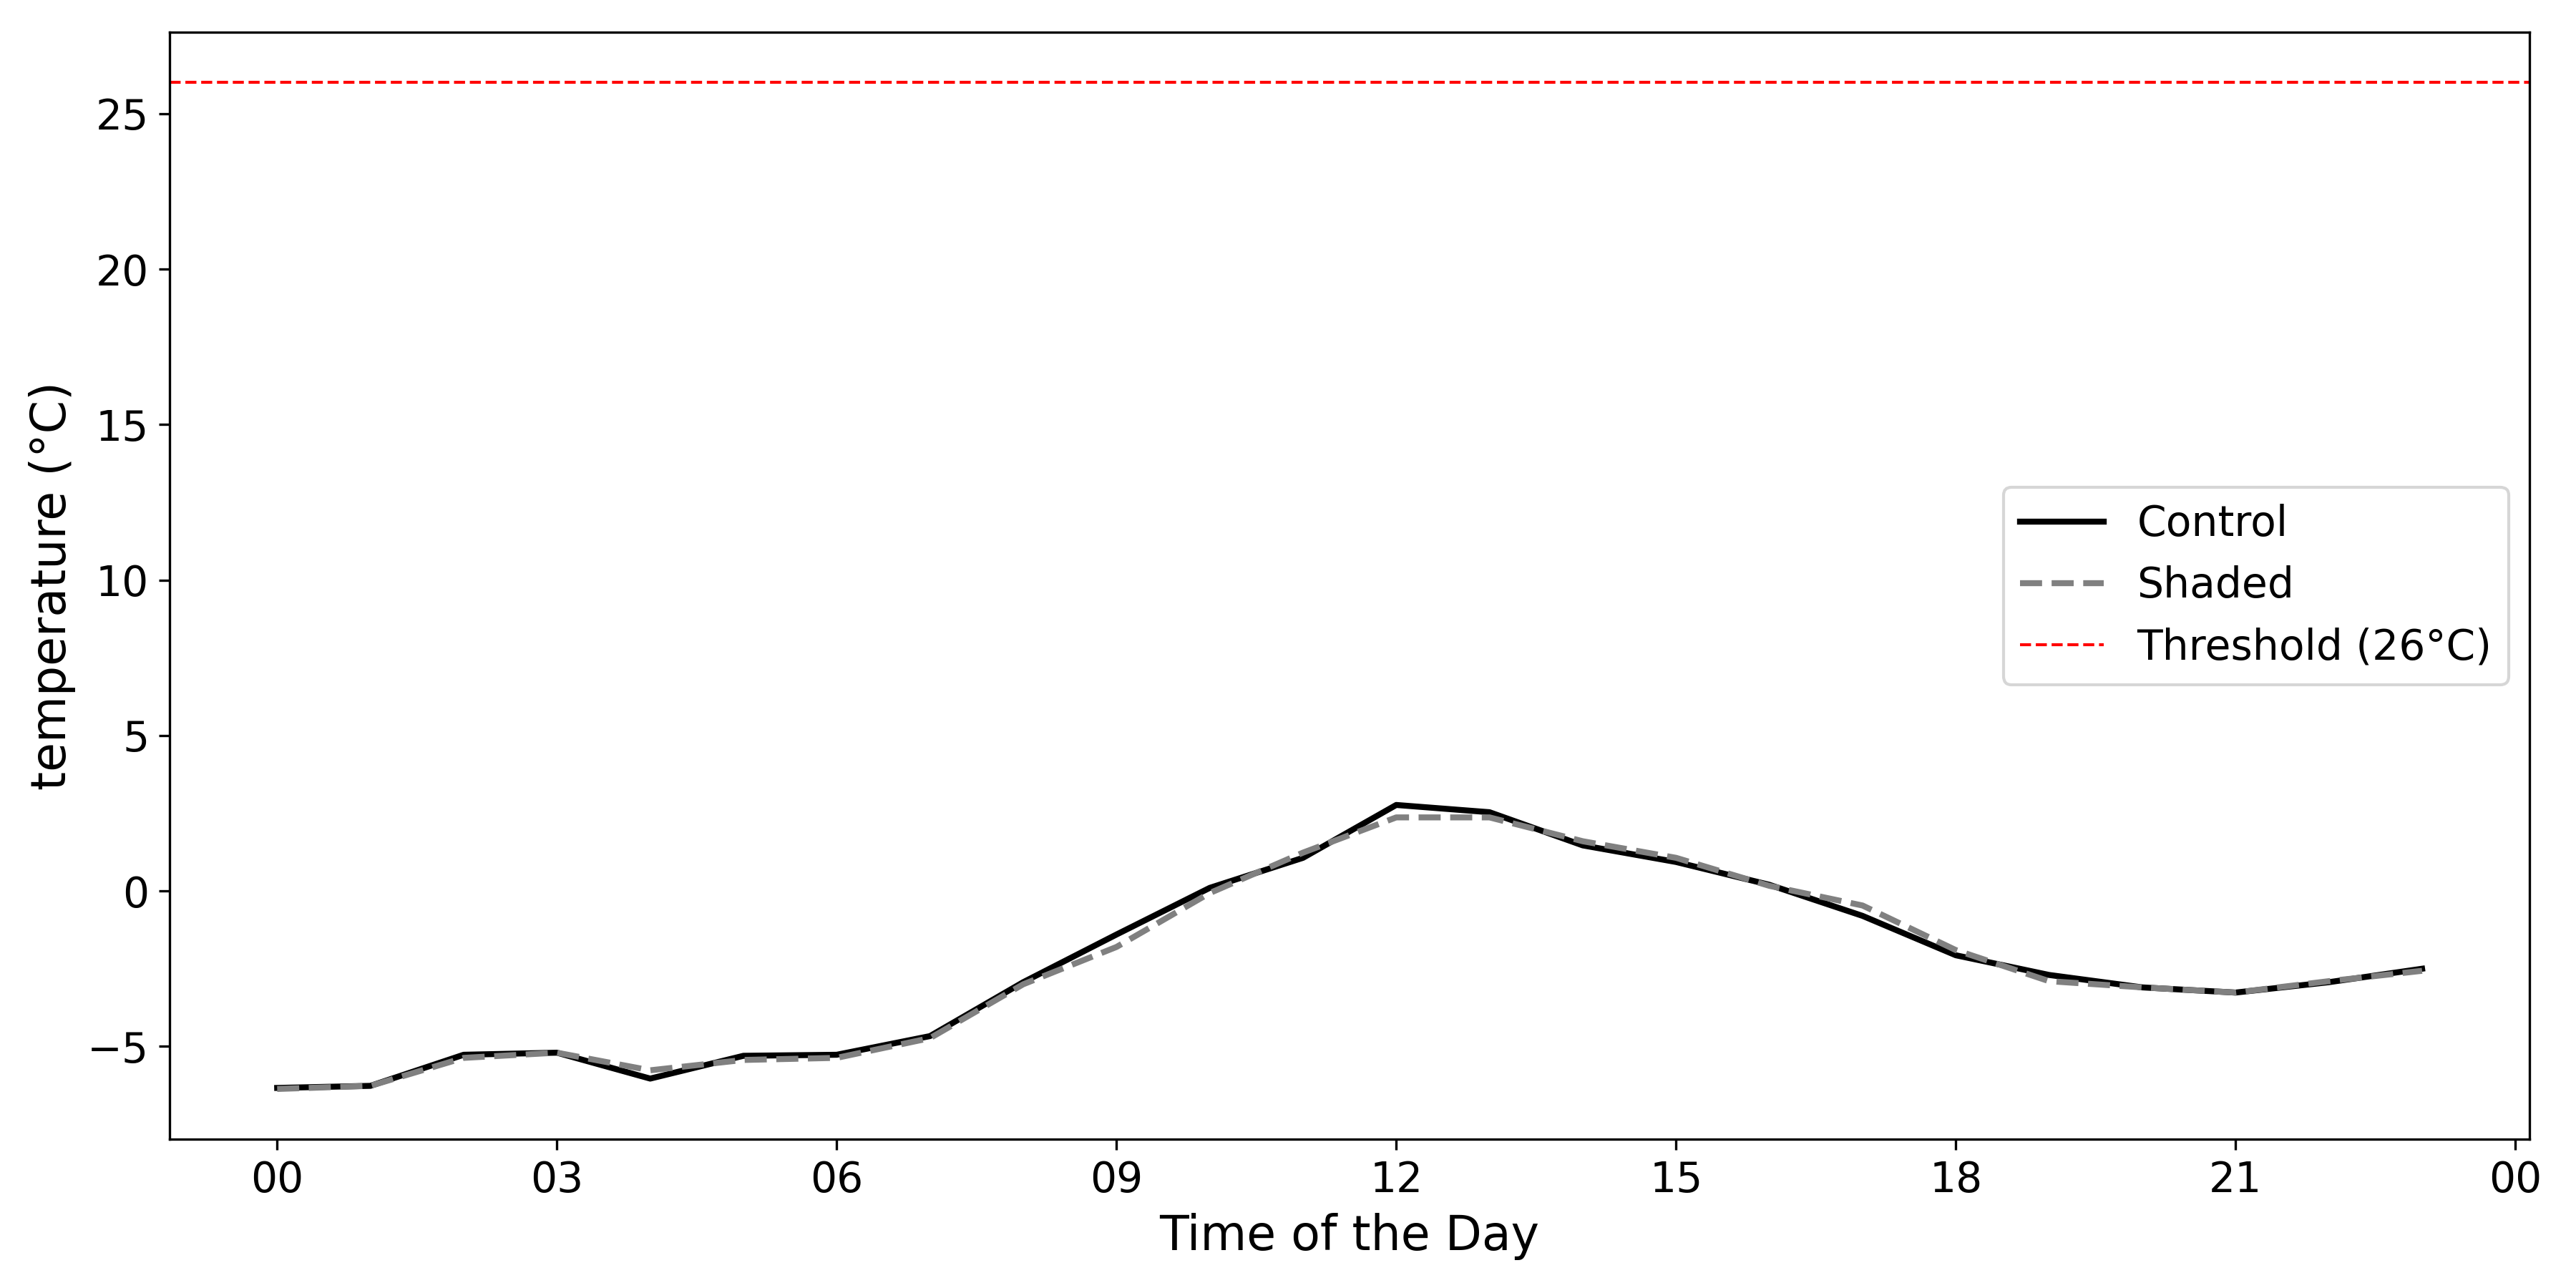 25
20
15
10
5
0
−5
temperature (°C)
Control
Shaded
Threshold (26°C)
00 03 06 09 12 15 18 21 00
Time of the Day